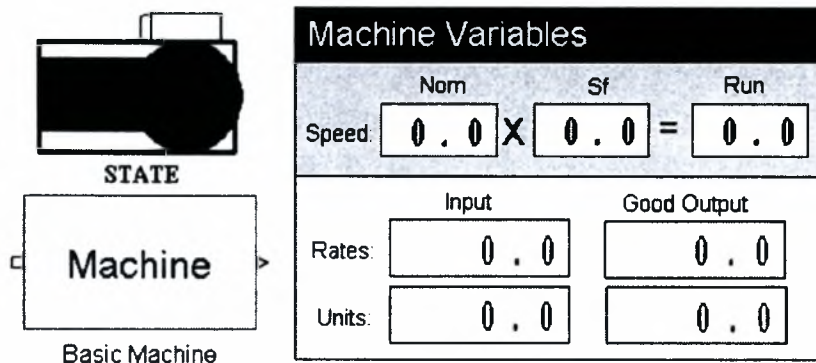 STATE
Machine
Basic Machine
Machine Variables
Nom Sf Run
Speed: 0.0 X 0.0 = 0.0
Input Good Output
Rates: 0.0 0.0
Units: 0.0 0.0